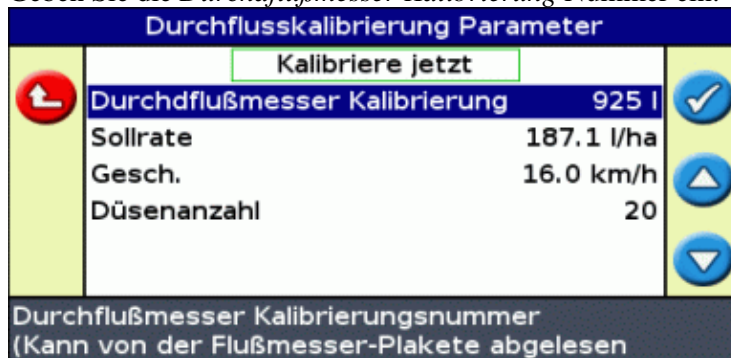 Durchflusskalibrierung Parameter
Kalibriere jetzt
Durchdflußmesser Kalibrierung 925 l
Sollrate 187.1 l/ha
Gesch. 16.0 km/h
Düsenanzahl 20
Durchflußmesser Kalibrierungsnummer
(Kann von der Flußmesser-Plakete abgelesen